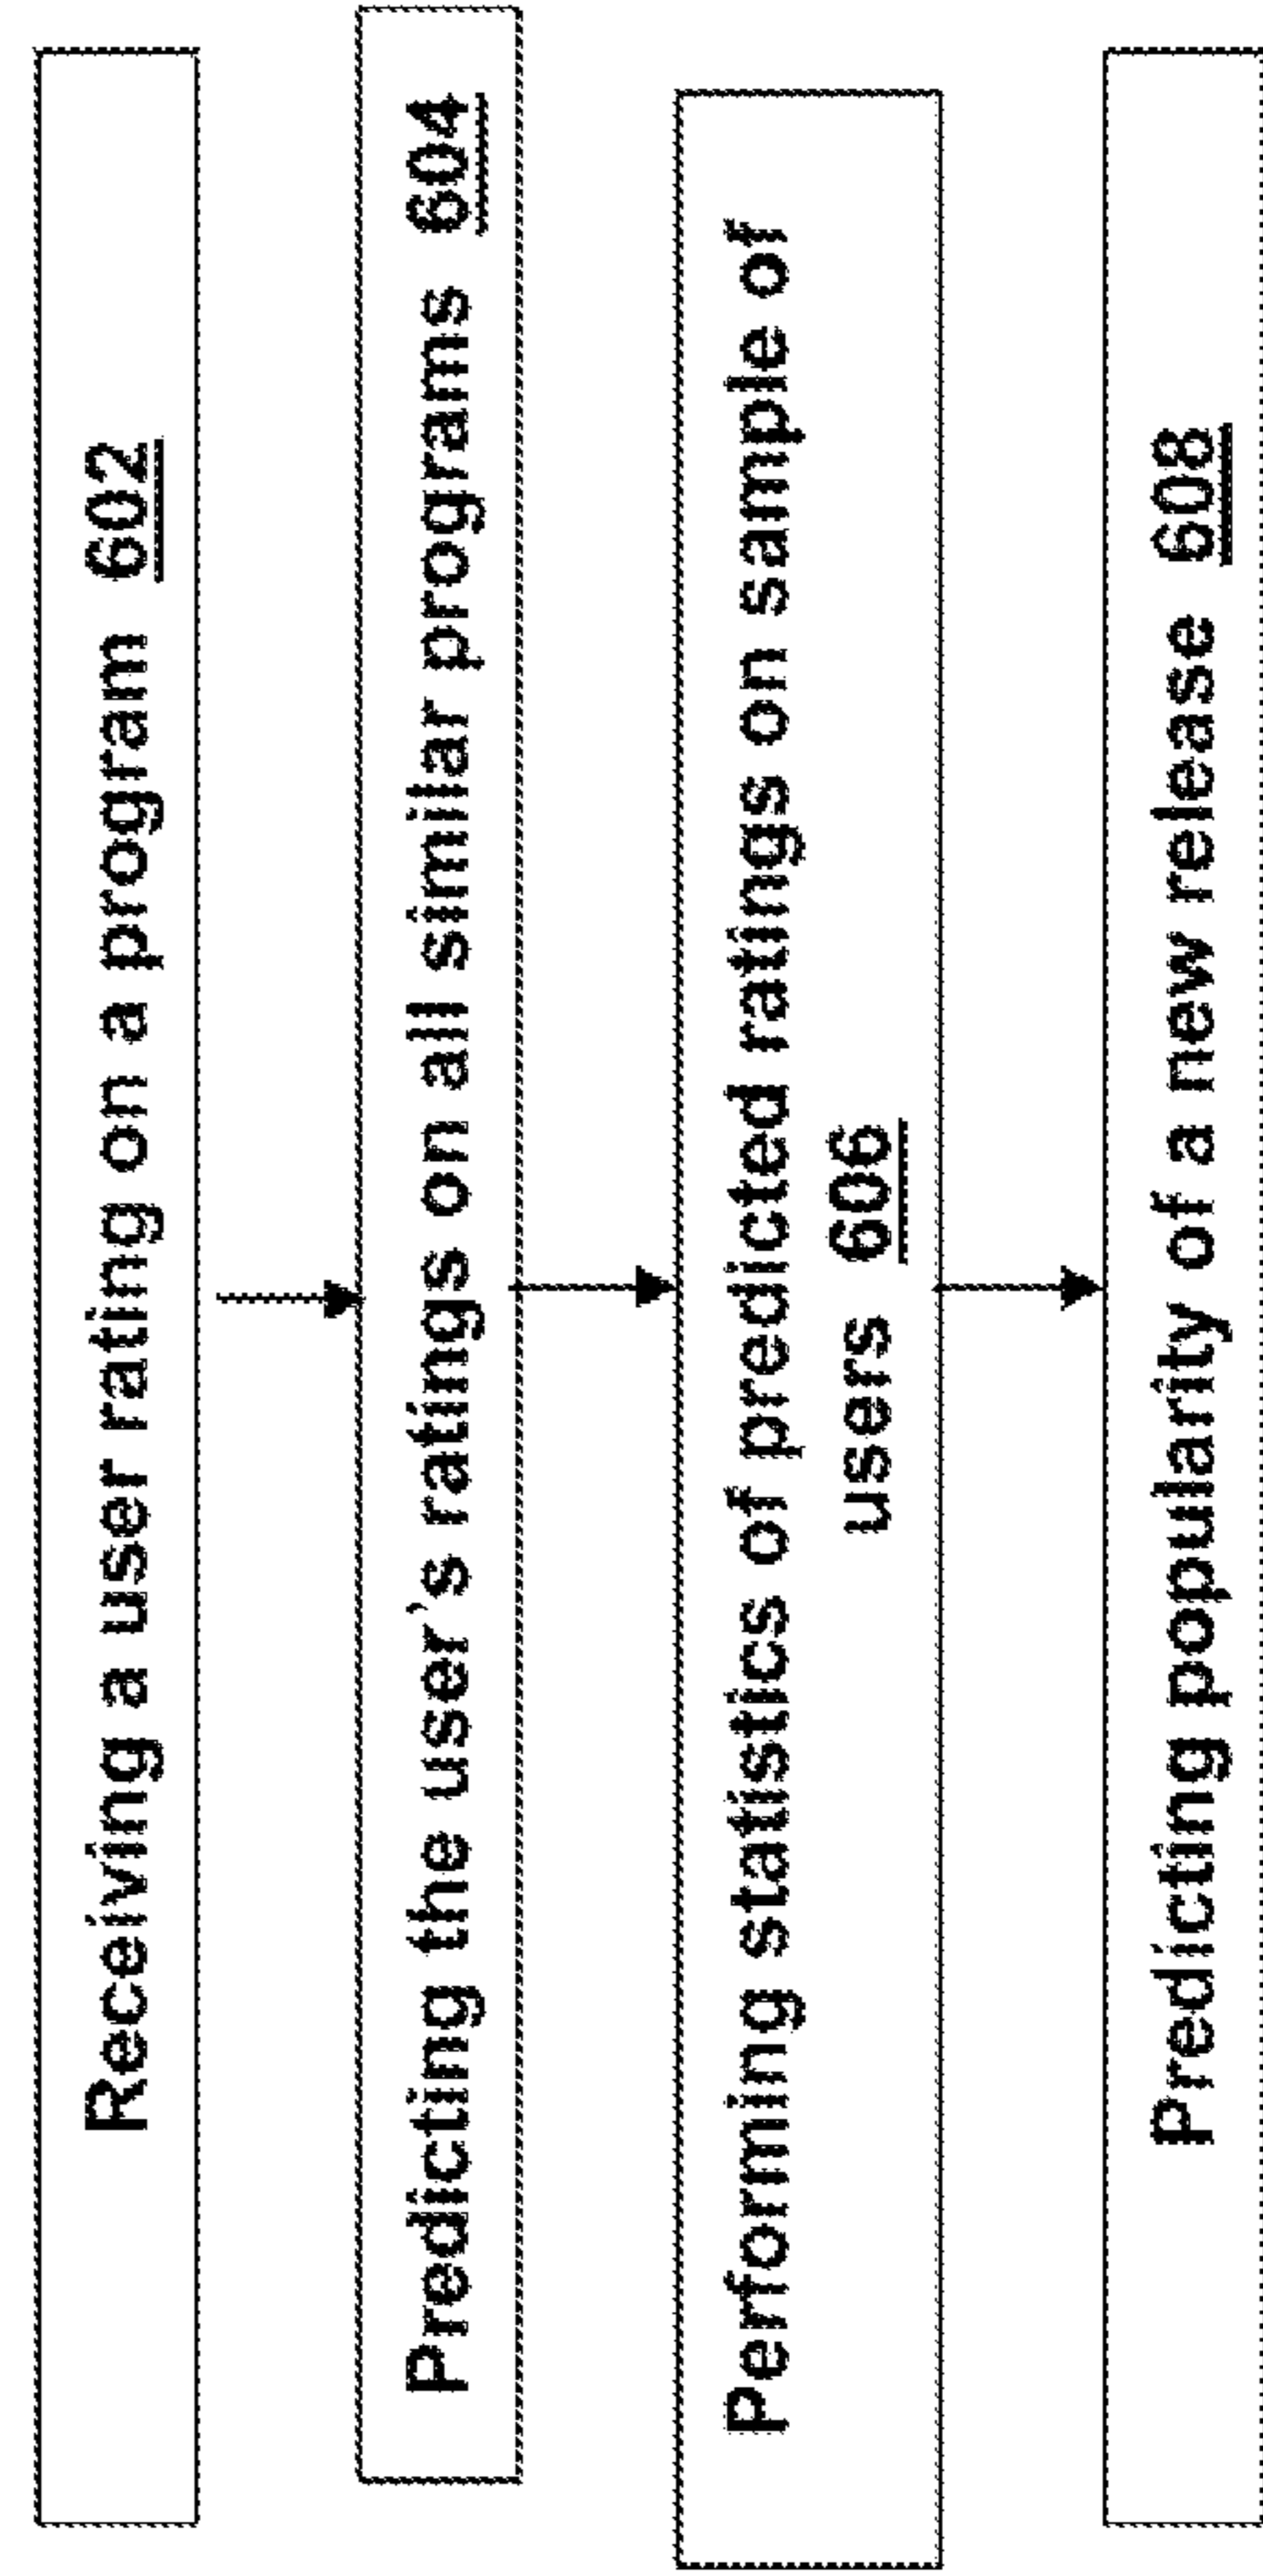 Receiving a user rating on a program 602
Predicting the user's ratings on all similar programs 604
Performing statistics of predicted ratings on sample of
users 606
Predicting popularity of a new release 608